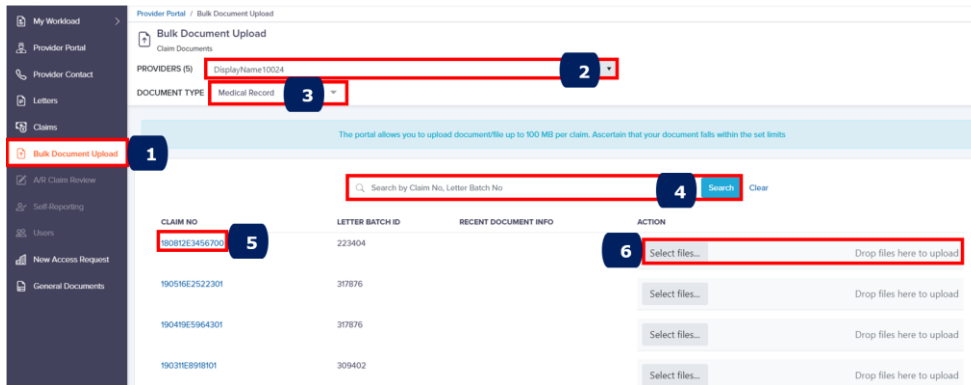 My Workload
Provider Portal
Provider Contact
Letters
Claims
Bulk Document Upload
A/R Claim Review
Self-Reporting
Users
New Access Request
General Documents
Provider Portal / Bulk Document Upload
Bulk Document Upload
Claim Documents
PROVIDERS (5) DisplayName10024 2
DOCUMENT TYPE Medical Record 3
The portal allows you to upload document/file up to 100 MB per claim. Ascertain that your document falls within the set limits
1
Search by Claim No, Letter Batch No 4 Search Clear
CLAIM NO LETTER BATCH ID RECENT DOCUMENT INFO ACTION
180812E3456700 5 223404 6 Select files... Drop files here to upload
190516E2522301 317876 Select files... Drop files here to upload
190419E5964301 317876 Select files... Drop files here to upload
190311E8918101 309402 Select files... Drop files here to upload